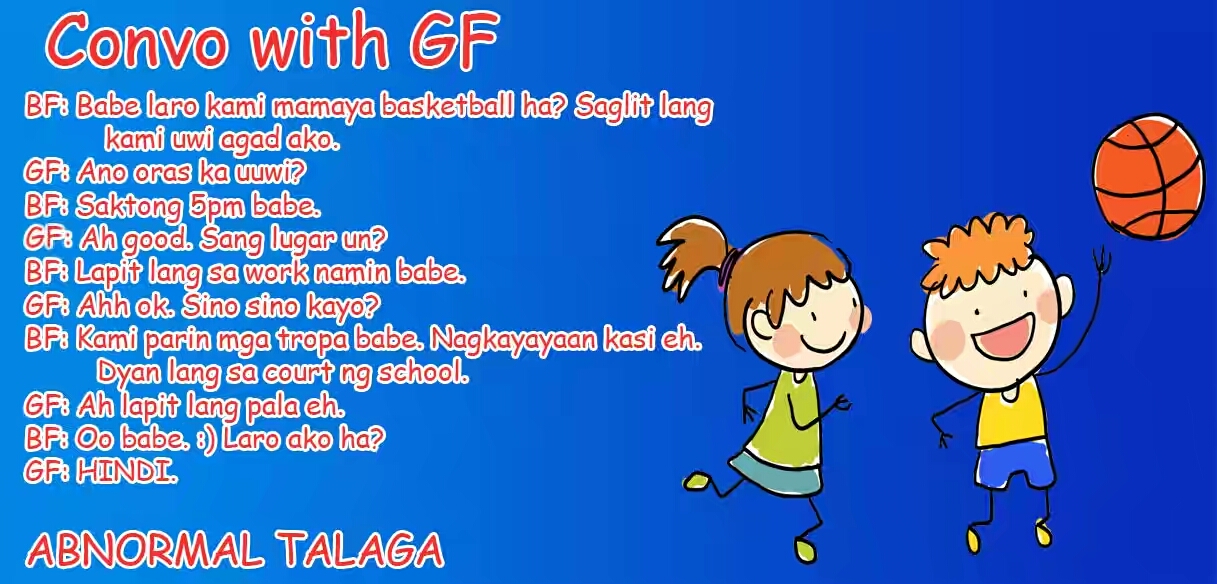 Convo with GF
BF: Babe laro kami mamaya basketball ha? Saglit lang
kami uwi agad ako.
GF: Ano oras ka uuwi?
BF: Saktong 5pm babe.
GF: Ah good. Sang lugar un?
BF: Lapit lang sa work namin babe.
GF: Ahh ok. Sino sino kayo?
BF: Kami parin mga tropa babe. Nagkayayaan kasi eh.
Dyan lang sa court ng school.
GF: Ah lapit lang pala eh.
BF: Oo babe. :) Laro ako ha?
GF: HINDI.
ABNORMAL TALAGA